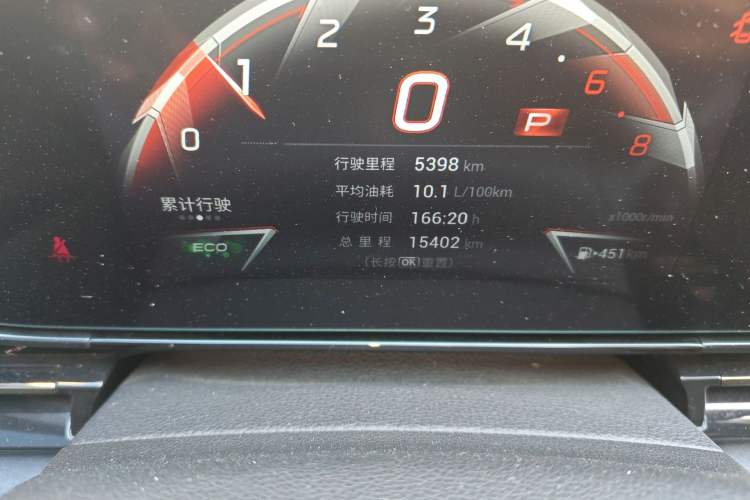 0 1 2 3 4 6 8
0
P
行驶里程 5398 km
平均油耗 10.1 L/100km
累计行驶
行驶时间 166:20 h
x1000r/min
ECO
总里程 15402 km
451km
(长按OK重置)